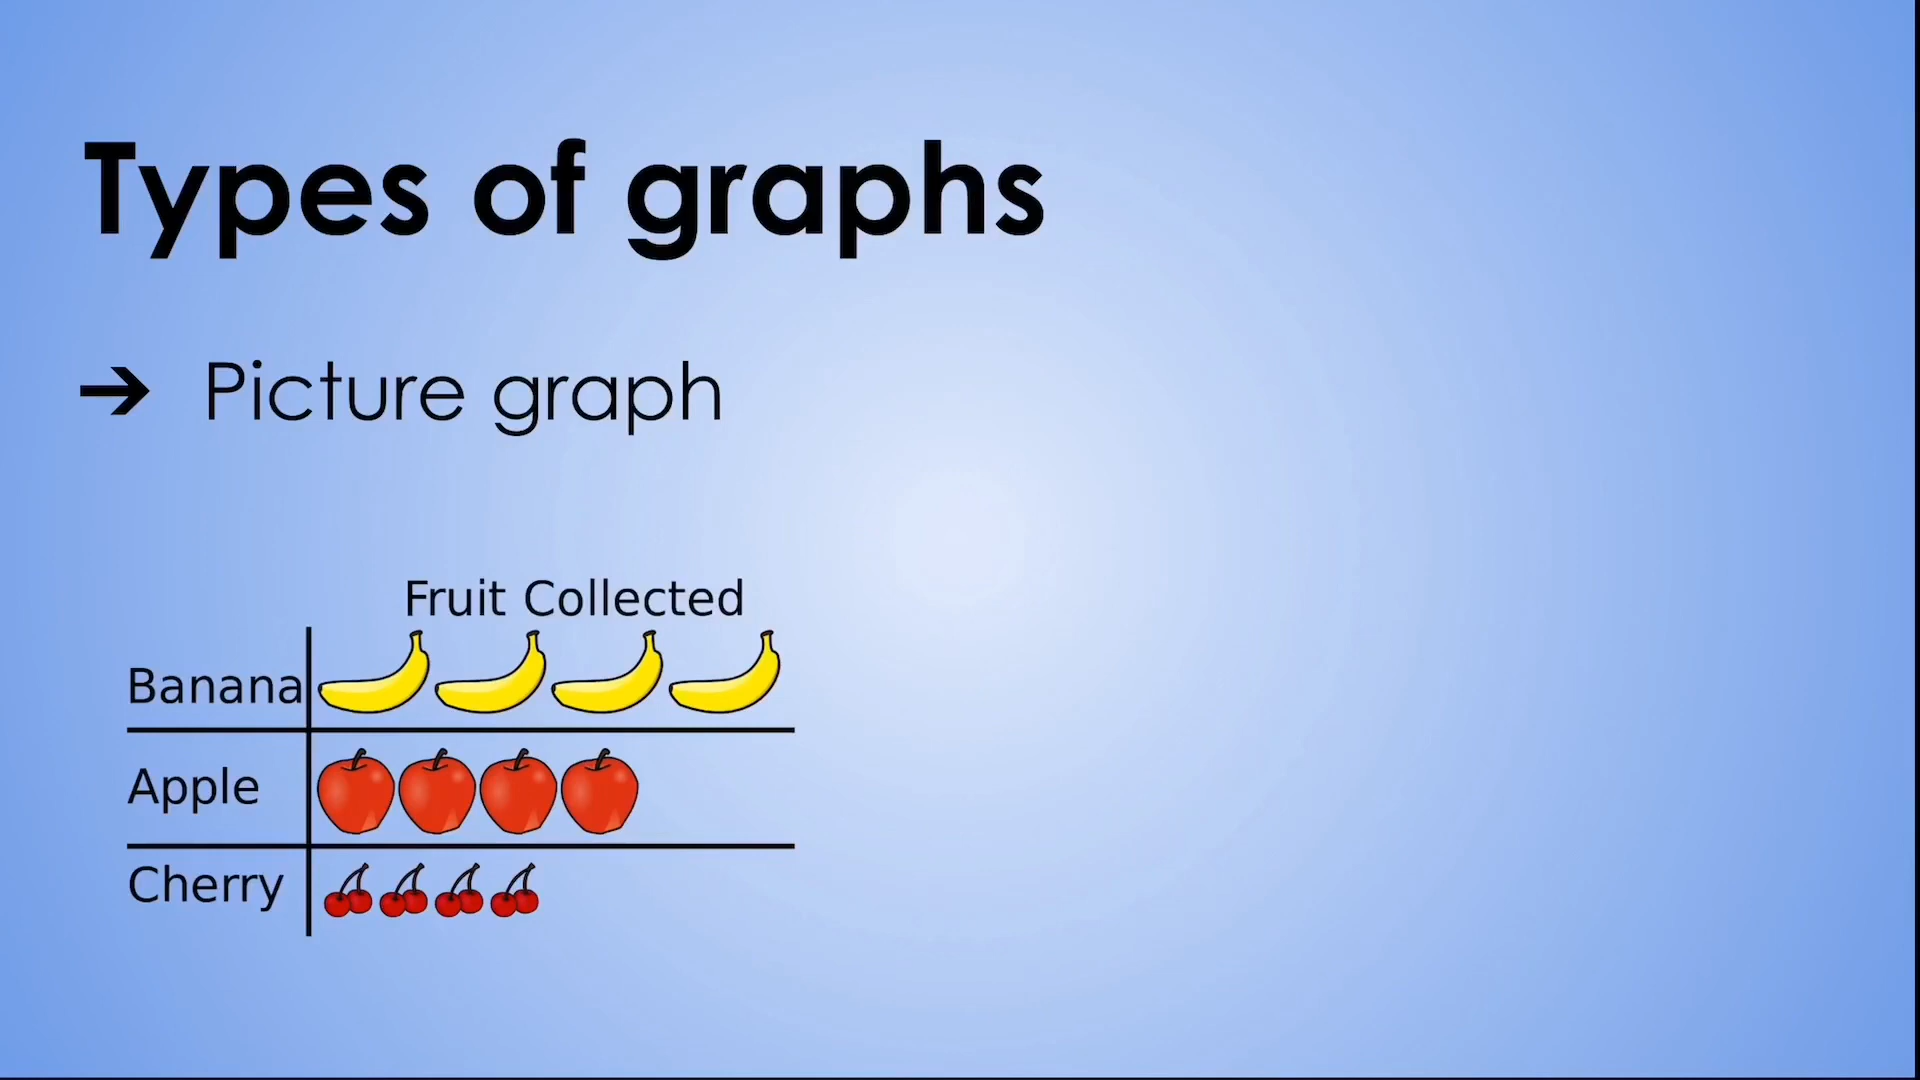 Types of graphs
➔ Picture graph
Fruit Collected
Banana
Apple
Cherry